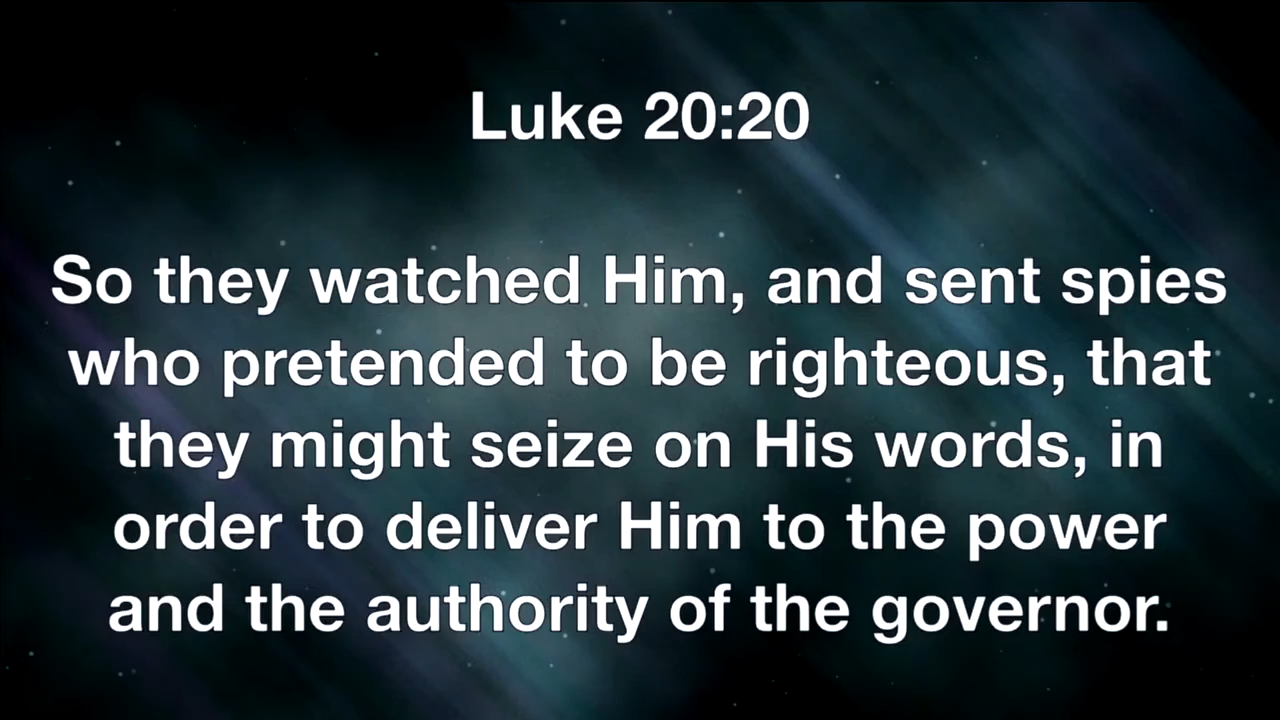 Luke 20:20
So they watched Him, and sent spies
who pretended to be righteous, that
they might seize on His words, in
order to deliver Him to the power
and the authority of the governor.